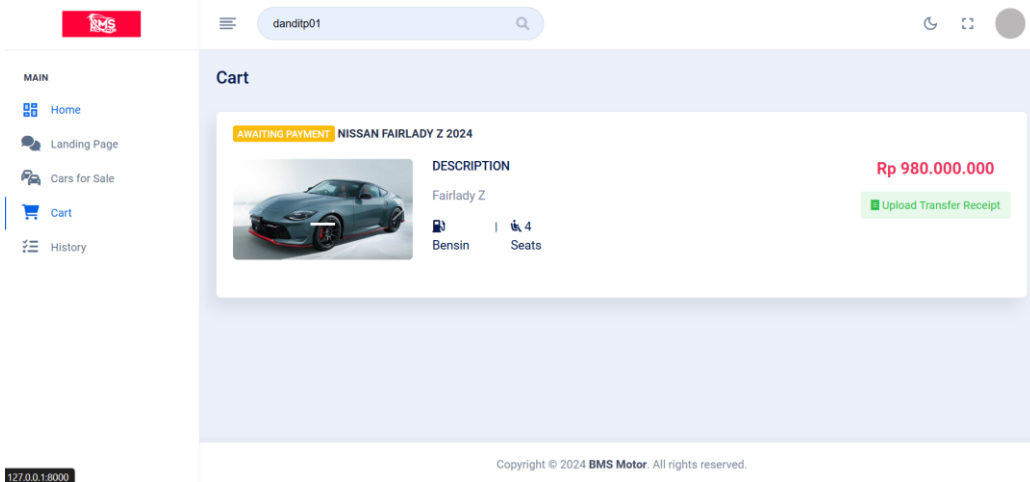 BMS
danditp01
MAIN
Home
Landing Page
Cars for Sale
Cart
History
Cart
AWAITING PAYMENT NISSAN FAIRLADY Z 2024
DESCRIPTION
Fairlady Z
| 4
Bensin Seats
Rp 980.000.000
Upload Transfer Receipt
Copyright © 2024 BMS Motor. All rights reserved.
127.0.0.1:8000